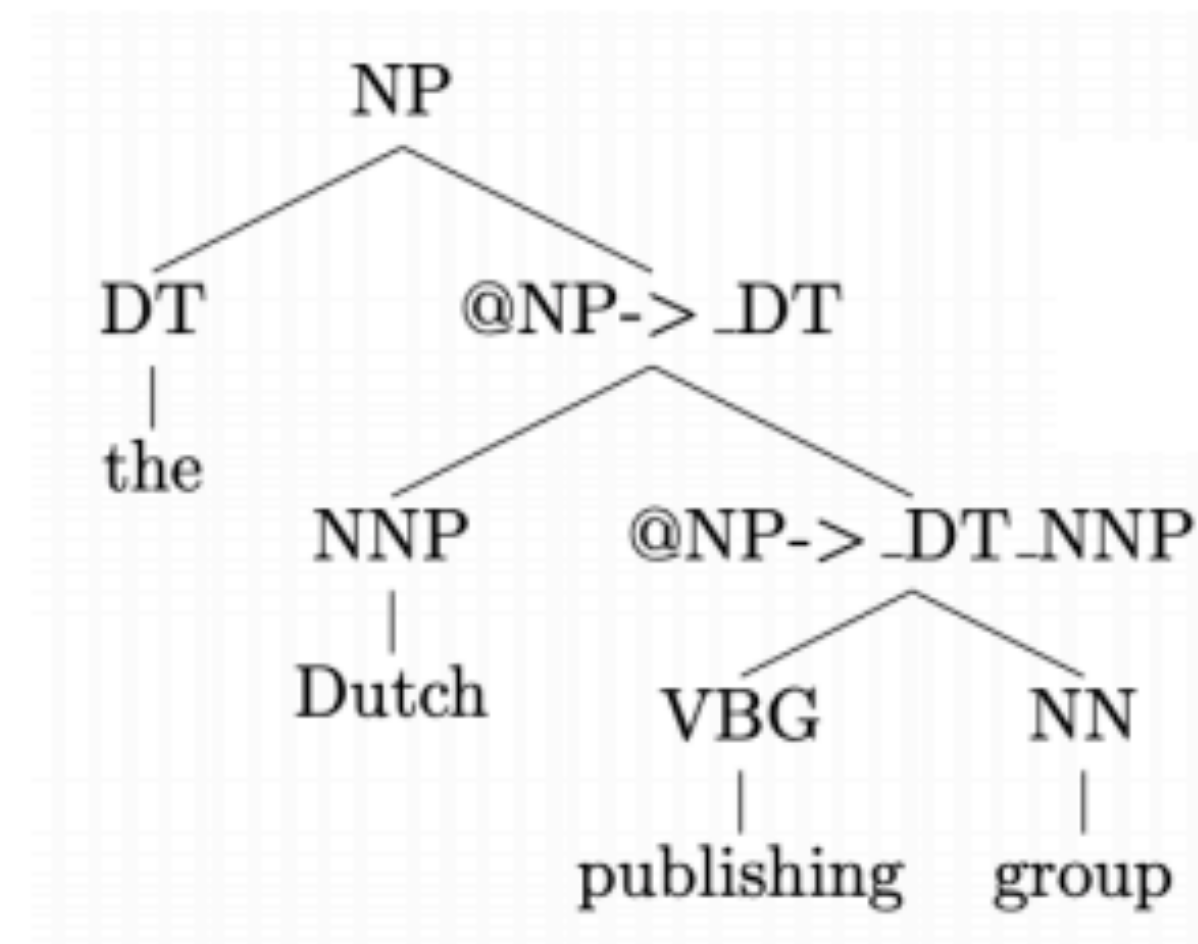 NP
DT @NP-> _DT
the
NNP @NP-> _DT_NNP
Dutch
VBG NN
publishing group